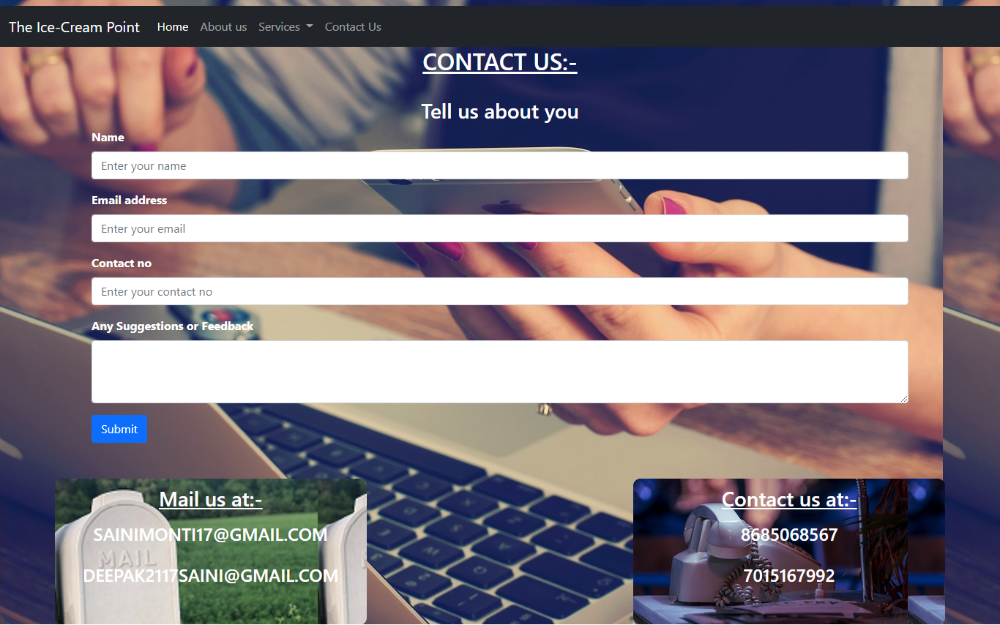 The Ice-Cream Point Home About us Services Contact Us
CONTACT US:-
Tell us about you
Name
Enter your name
Email address
Enter your email
Contact no
Enter your contact no
Any Suggestions or Feedback
Submit
Mail us at:-
SAINIMONTI17@GMAIL.COM
MAIL
DEEPAK2117SAINI@GMAIL.COM
Contact us at:-
8685068567
7015167992